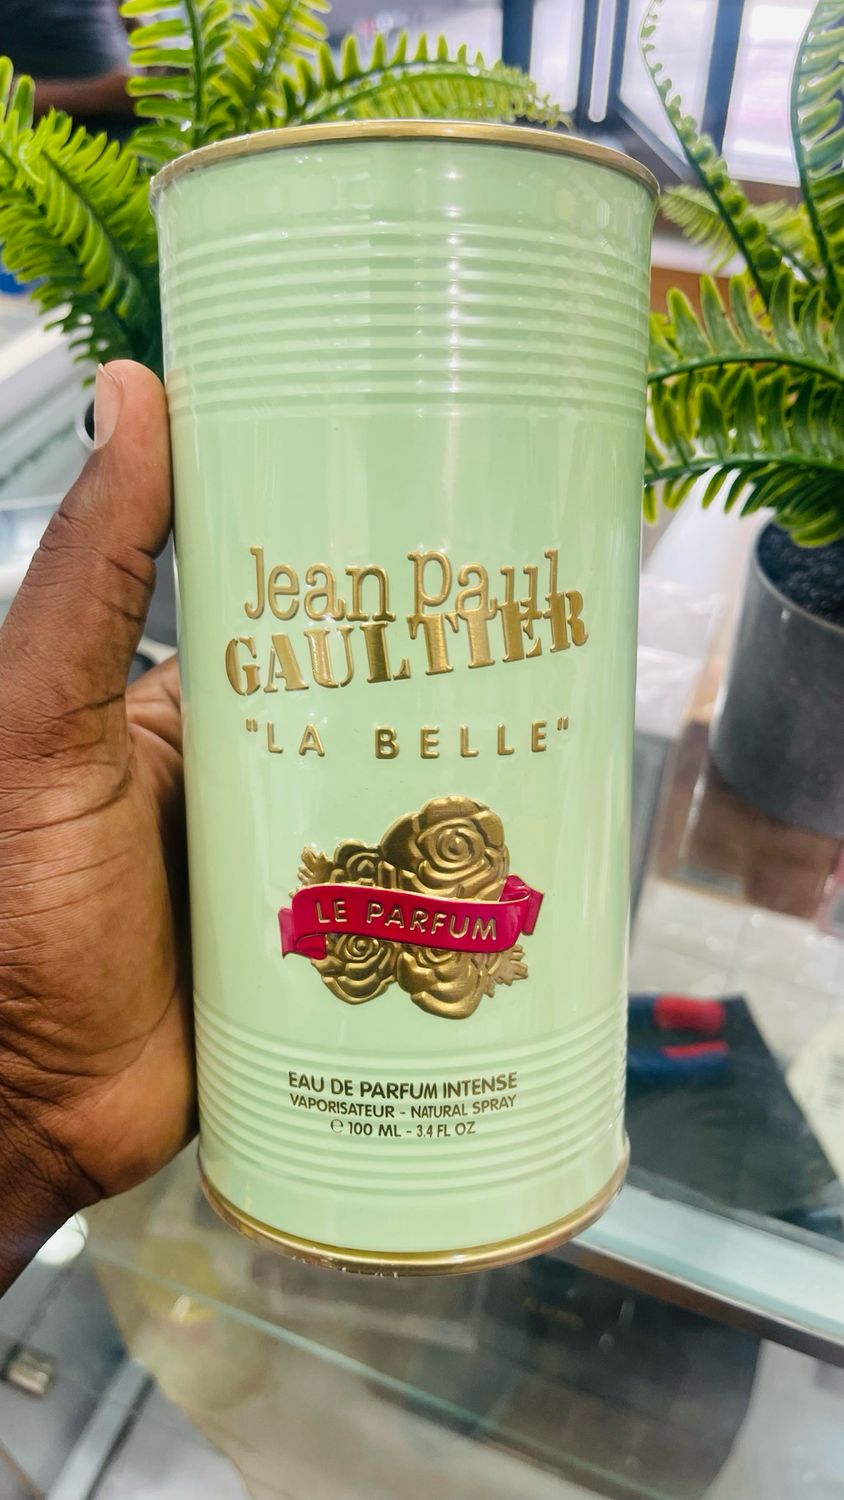 Jean Paul
GAULTIER
"LA BELLE"
LE PARFUM
EAU DE PARFUM INTENSE
VAPORISATEUR - NATURAL SPRAY
℮ 100 ML - 3.4 FL OZ